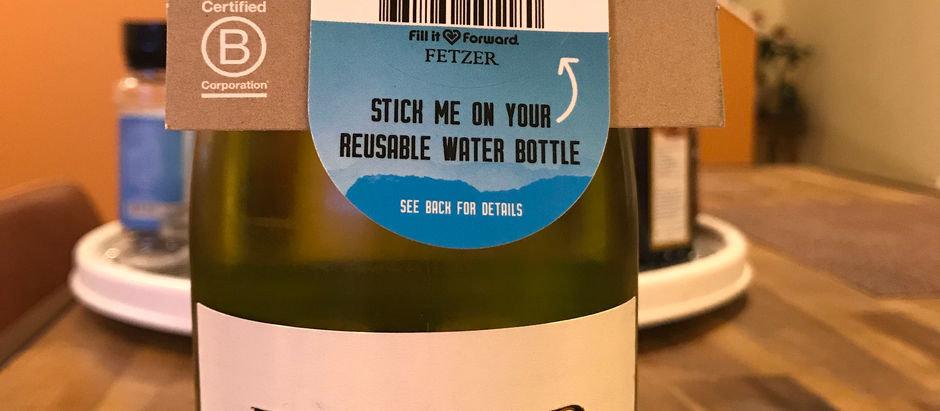 Certified
B
Corporation
Fill it Forward
FETZER
STICK ME ON YOUR
REUSABLE WATER BOTTLE
SEE BACK FOR DETAILS